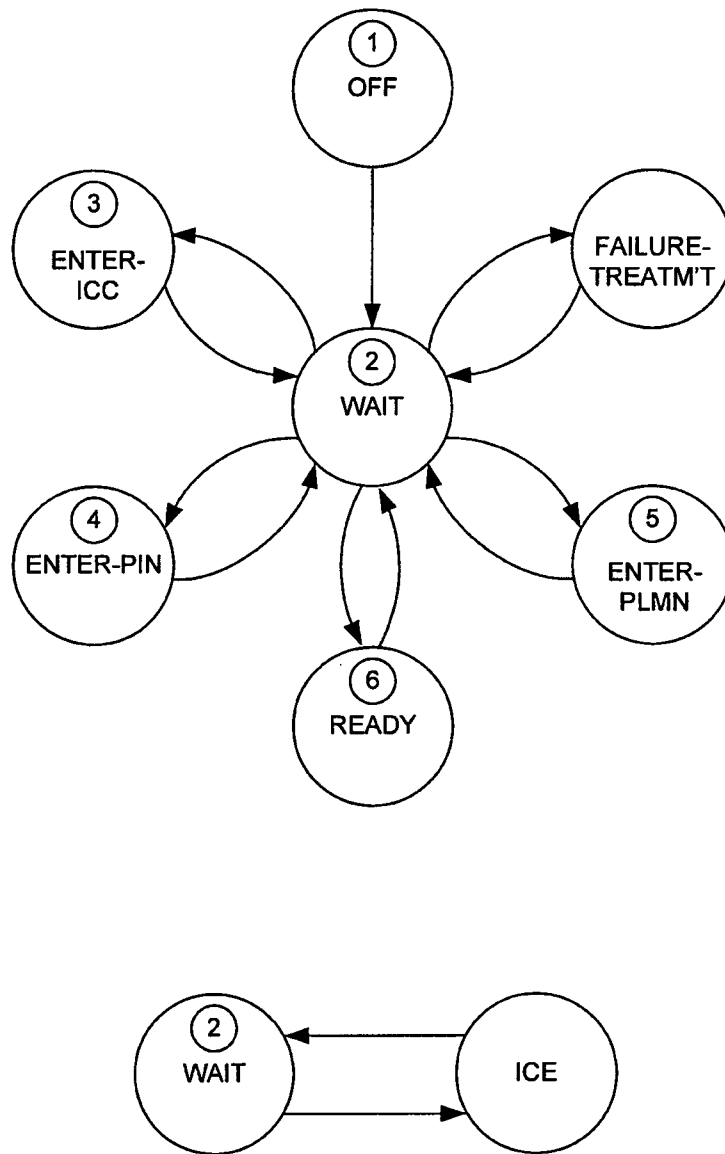 1
OFF
3
ENTER-
ICC
FAILURE-
TREATM'T
2
WAIT
4
ENTER-PIN
5
ENTER-
PLMN
6
READY
2
WAIT
ICE